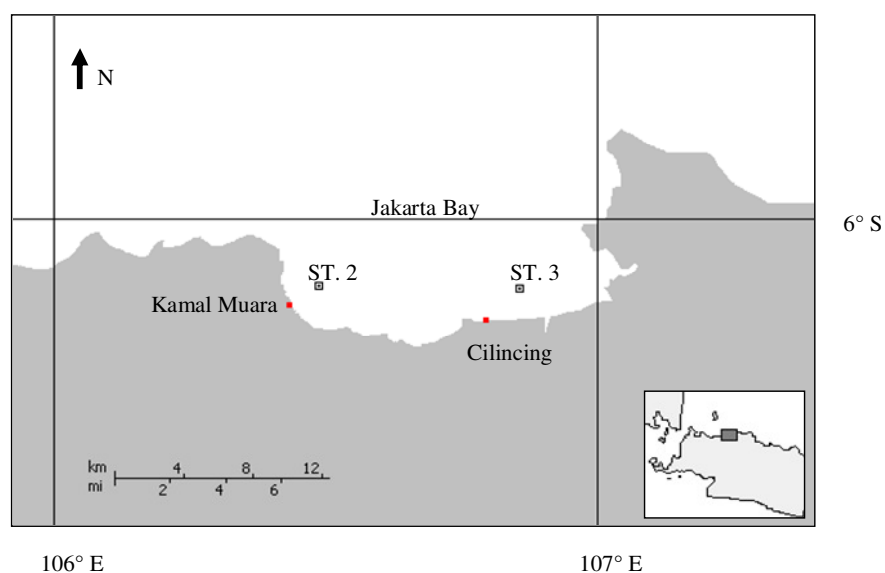 N
Jakarta Bay
6° S
ST. 2
ST. 3
Kamal Muara
Cilincing
km 4 8 12
mi 2 4 6
106° E
107° E